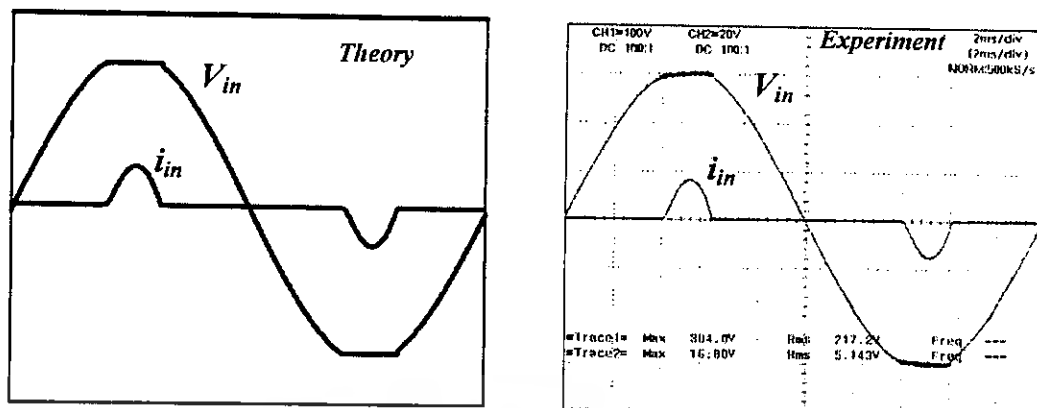 Theory
V_in
i_in
CH1=100V CH2=20V Experiment 2ms/div
DC 100:1 DC 100:1 (2ms/div)
NORM:500kS/s
V_in
i_in
=Trace1= Max 304.0V Rms 217.2V Freq ---
=Trace2= Max 16.00V Rms 5.143V Freq ---